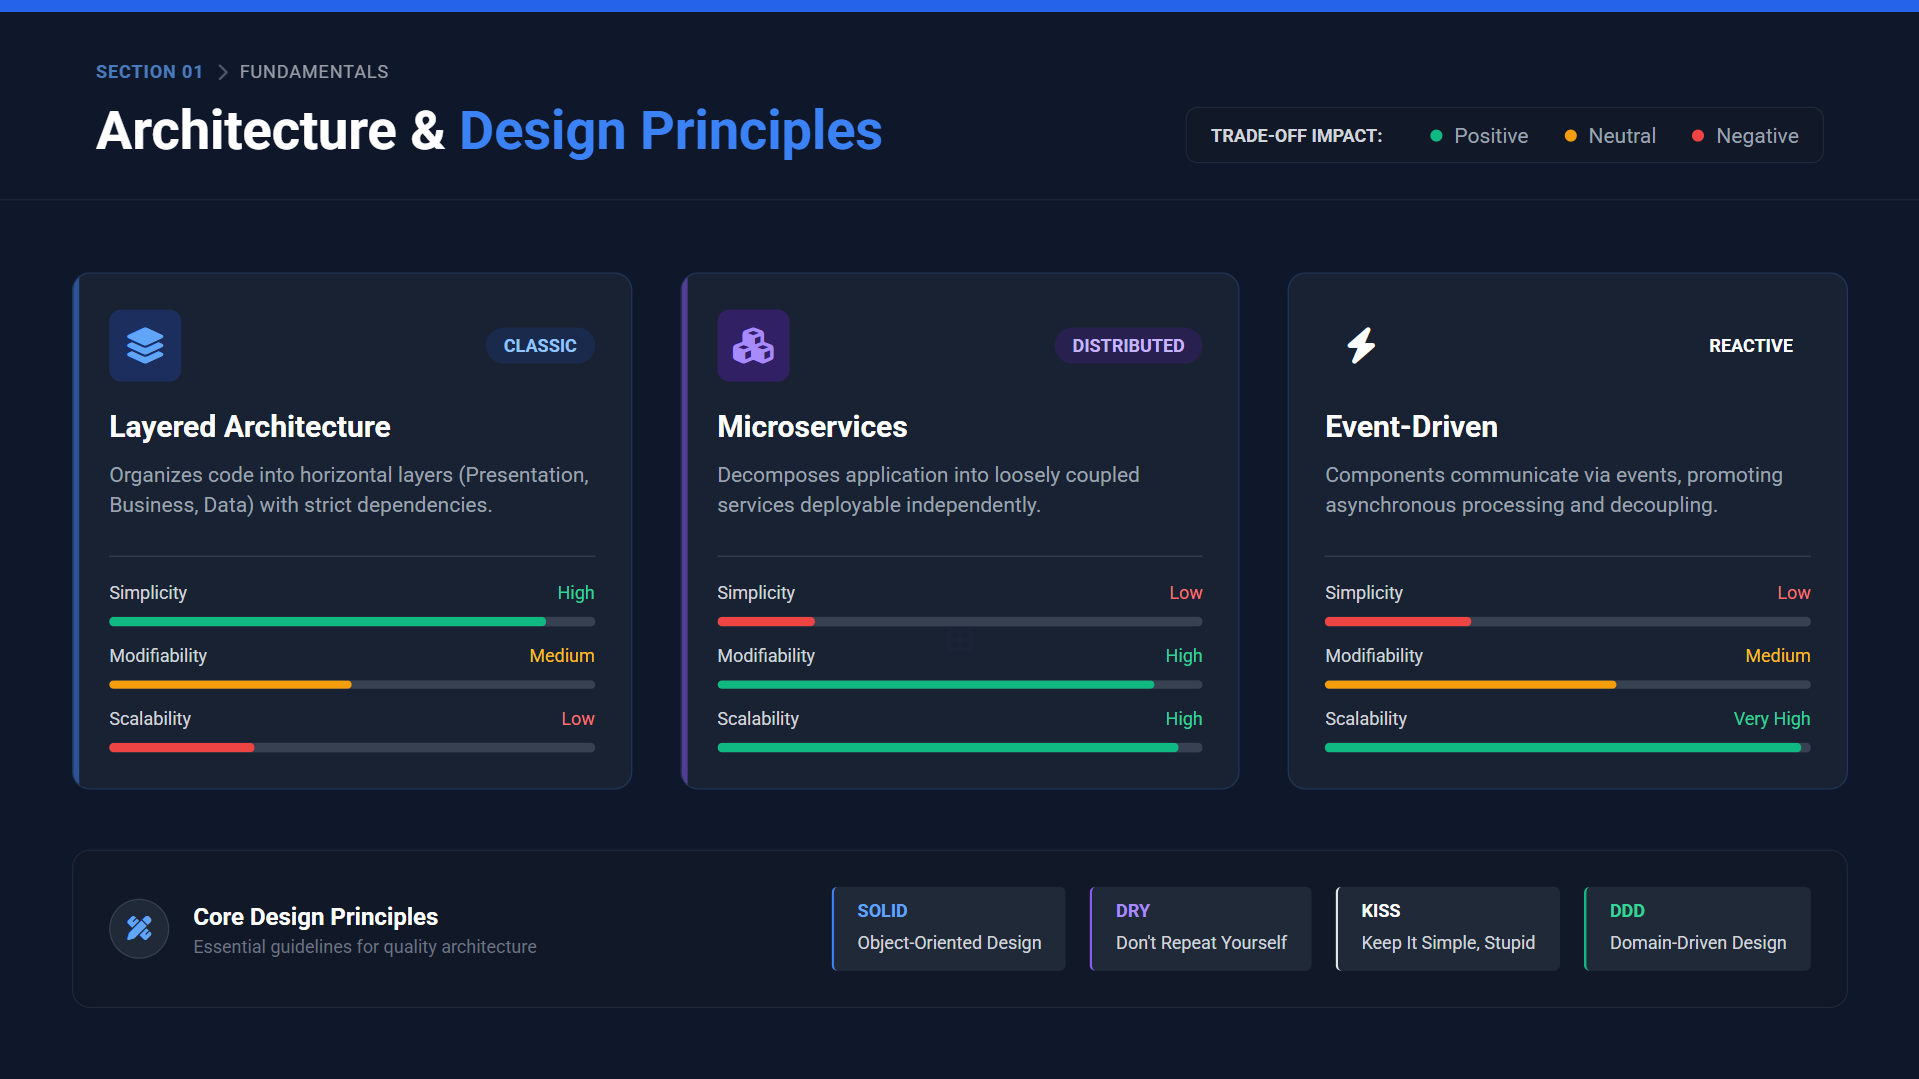 SECTION 01 > FUNDAMENTALS
Architecture & Design Principles
TRADE-OFF IMPACT: Positive Neutral Negative
CLASSIC
Layered Architecture
Organizes code into horizontal layers (Presentation,
Business, Data) with strict dependencies.
Simplicity High
Modifiability Medium
Scalability Low
DISTRIBUTED
Microservices
Decomposes application into loosely coupled
services deployable independently.
Simplicity Low
Modifiability High
Scalability High
REACTIVE
Event-Driven
Components communicate via events, promoting
asynchronous processing and decoupling.
Simplicity Low
Modifiability Medium
Scalability Very High
Core Design Principles
Essential guidelines for quality architecture
SOLID
Object-Oriented Design
DRY
Don't Repeat Yourself
KISS
Keep It Simple, Stupid
DDD
Domain-Driven Design